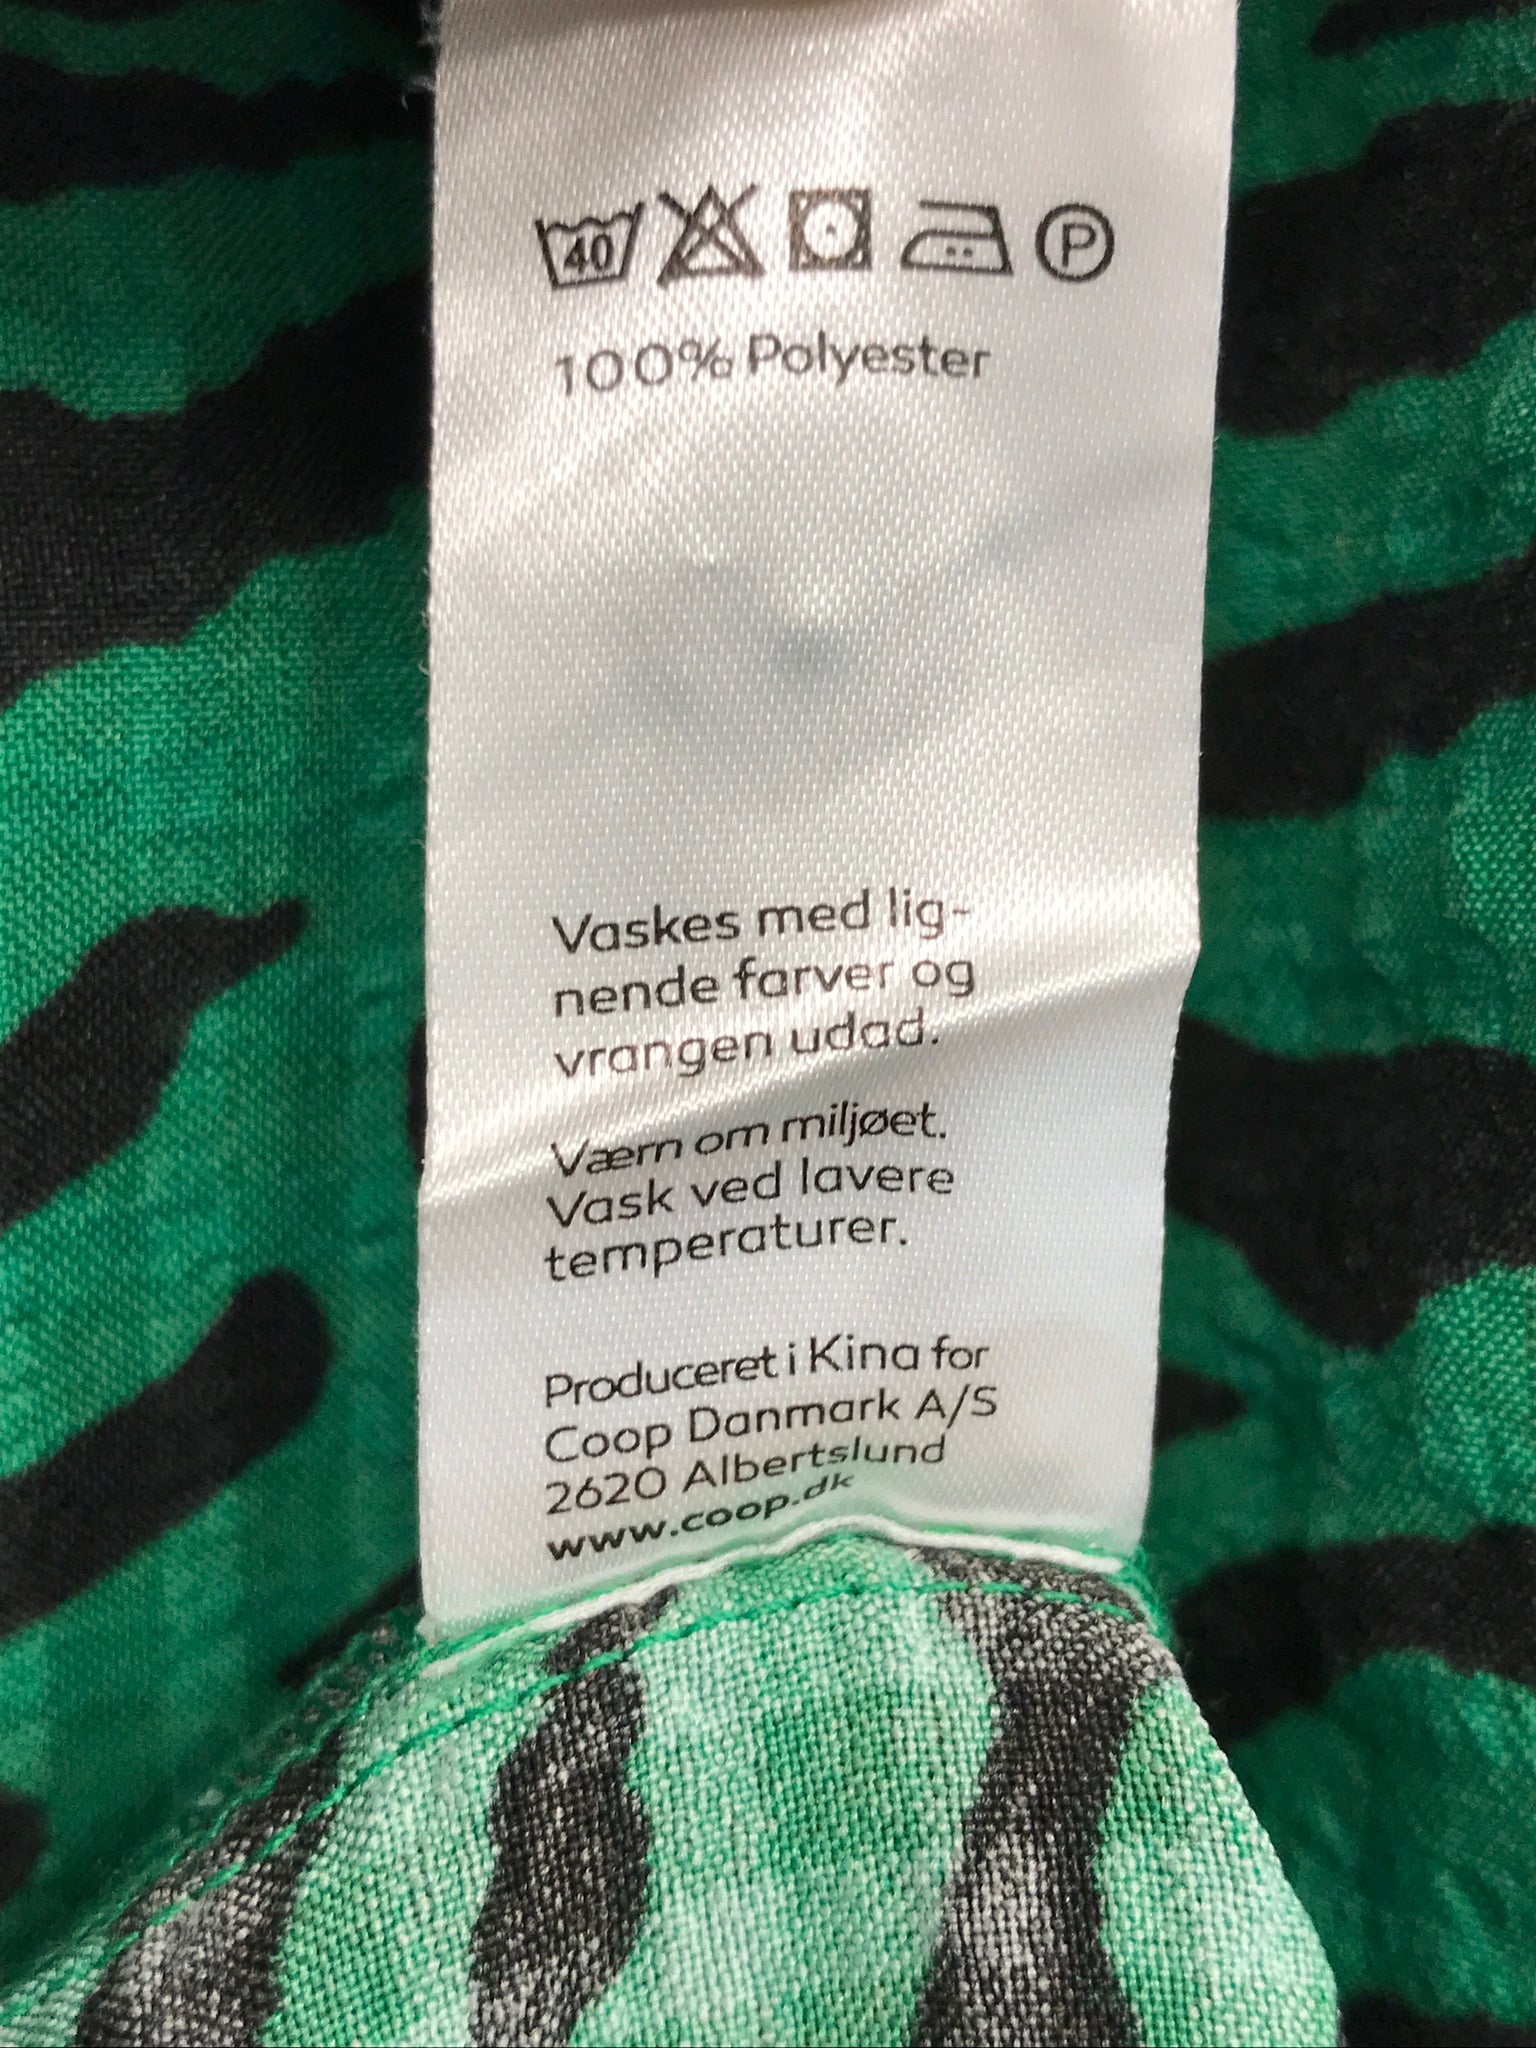 40 P
100% Polyester
Vaskes med lig-
nende farver og
vrangen udad.
Værn om miljøet.
Vask ved lavere
temperaturer.
Produceret i Kina for
Coop Danmark A/S
2620 Albertslund
www.coop.dk